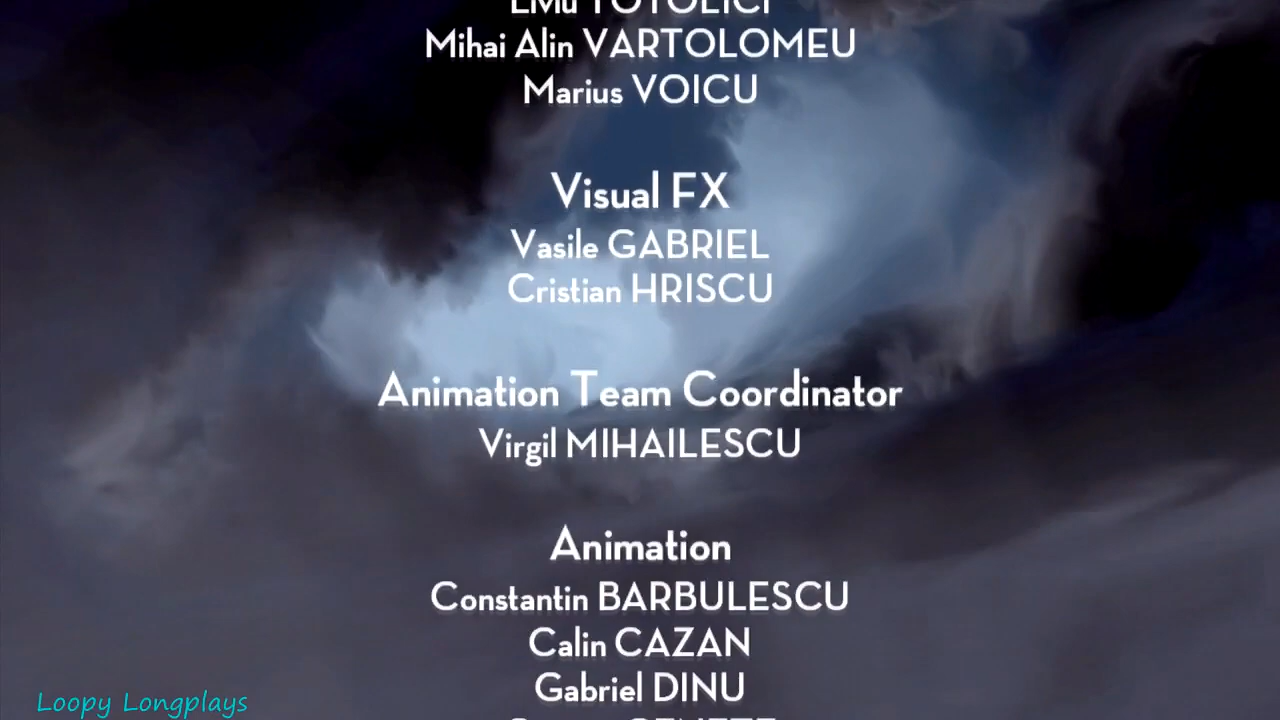 Mihai Alin VARTOLOMEU
Marius VOICU
Visual FX
Vasile GABRIEL
Cristian HRISCU
Animation Team Coordinator
Virgil MIHAILESCU
Animation
Constantin BARBULESCU
Calin CAZAN
Gabriel DINU
Loopy Longplays